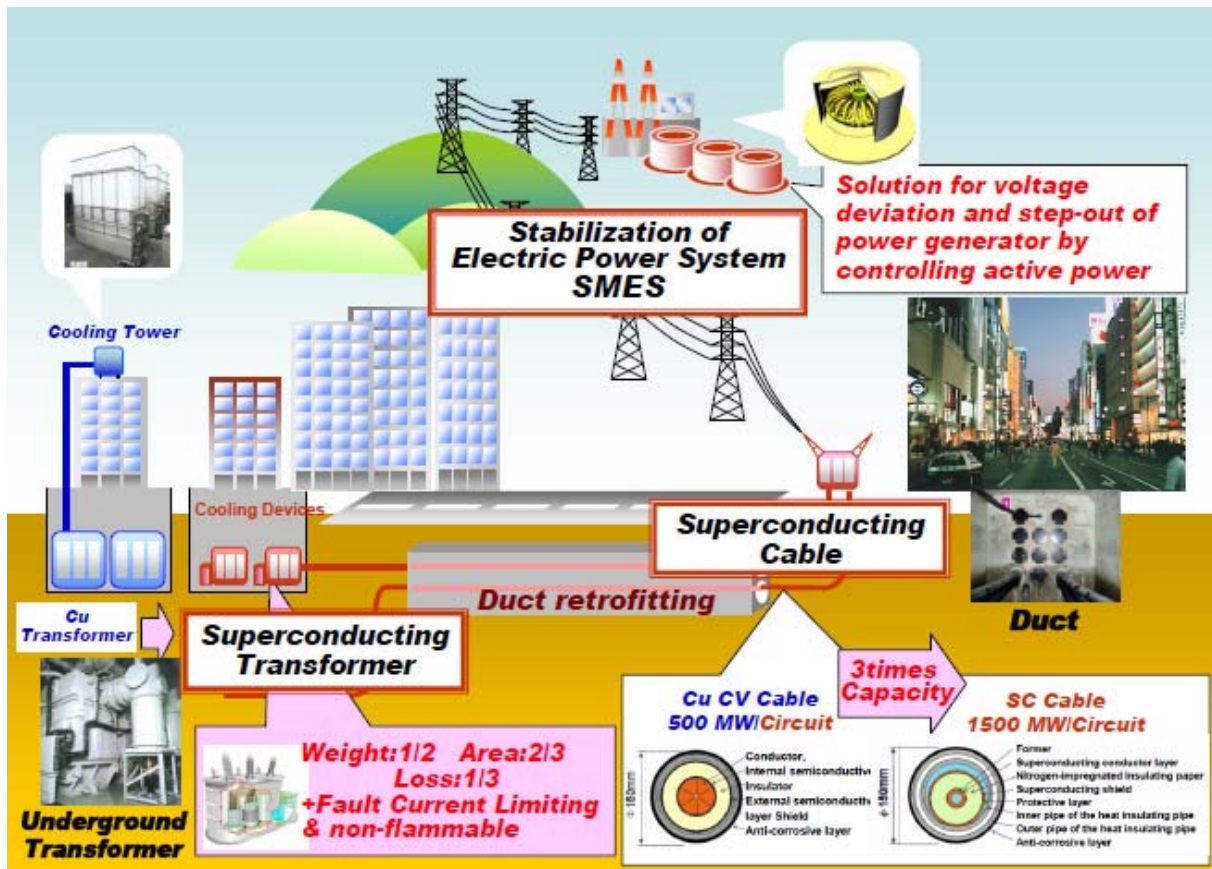 Solution for voltage
deviation and step-out of
power generator by
controlling active power
Stabilization of
Electric Power System
SMES
Cooling Tower
Cooling Devices
Superconducting
Cable
Duct retrofitting
Duct
Cu
Transformer
Superconducting
Transformer
Underground
Transformer
Weight:1/2 Area:2/3
Loss:1/3
+Fault Current Limiting
& non-flammable
3times
Capacity
Cu CV Cable
500 MW/Circuit
Conductor,
Internal semiconductive
Insulator
External semiconductiv
layer Shield
Anti-corrosive layer
SC Cable
1500 MW/Circuit
Former
Superconducting conductor layer
Nitrogen-impregnated insulating paper
Superconducting shield
Protective layer
Inner pipe of the heat insulating pipe
Outer pipe of the heat insulating pipe
Anti-corrosive layer